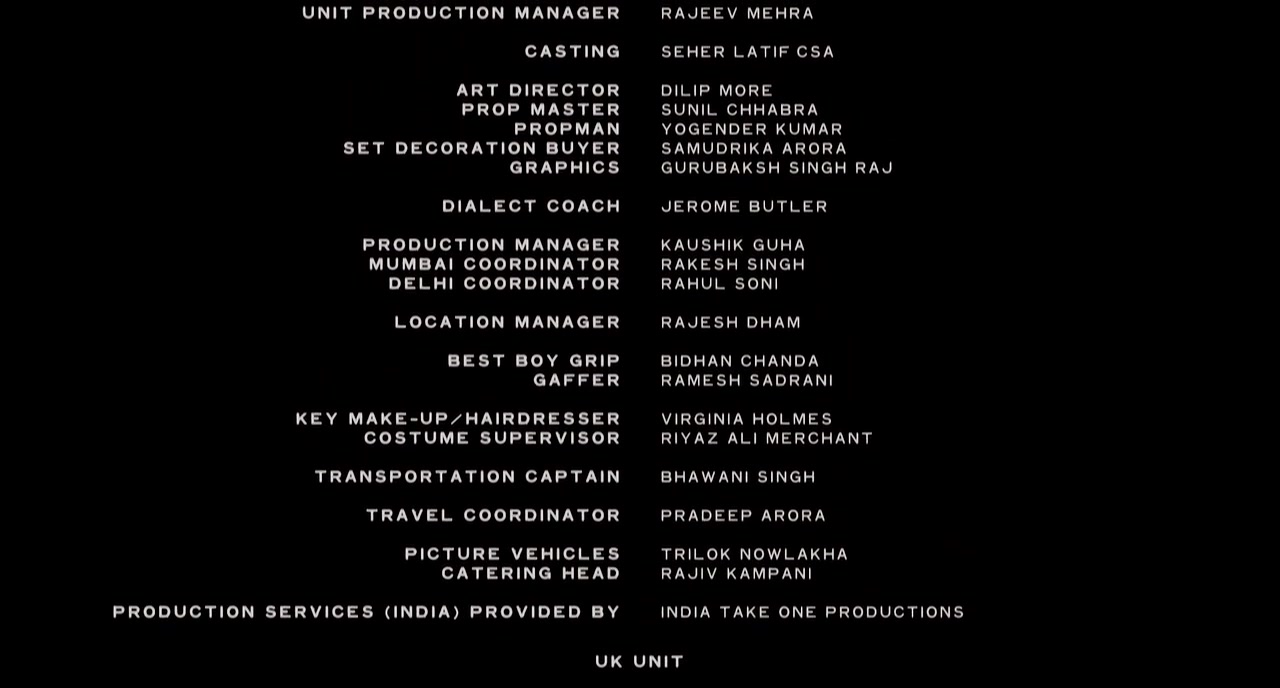 UNIT PRODUCTION MANAGER RAJEEV MEHRA
CASTING SEHER LATIF CSA
ART DIRECTOR DILIP MORE
PROP MASTER SUNIL CHHABRA
PROPMAN YOGENDER KUMAR
SET DECORATION BUYER SAMUDRIKA ARORA
GRAPHICS GURUBAKSH SINGH RAJ
DIALECT COACH JEROME BUTLER
PRODUCTION MANAGER KAUSHIK GUHA
MUMBAI COORDINATOR RAKESH SINGH
DELHI COORDINATOR RAHUL SONI
LOCATION MANAGER RAJESH DHAM
BEST BOY GRIP BIDHAN CHANDA
GAFFER RAMESH SADRANI
KEY MAKE-UP/HAIRDRESSER VIRGINIA HOLMES
COSTUME SUPERVISOR RIYAZ ALI MERCHANT
TRANSPORTATION CAPTAIN BHAWANI SINGH
TRAVEL COORDINATOR PRADEEP ARORA
PICTURE VEHICLES TRILOK NOWLAKHA
CATERING HEAD RAJIV KAMPANI
PRODUCTION SERVICES (INDIA) PROVIDED BY INDIA TAKE ONE PRODUCTIONS
UK UNIT